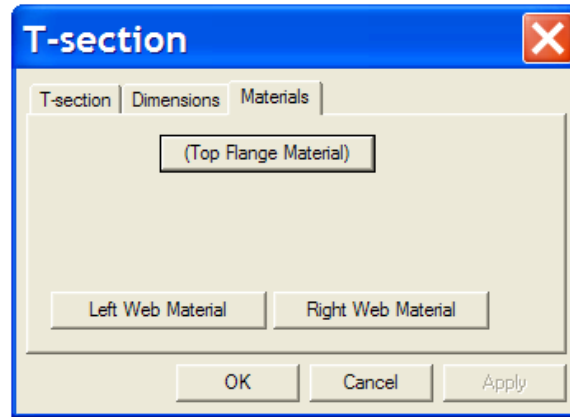 T-section
T-section Dimensions Materials
(Top Flange Material)
Left Web Material Right Web Material
OK Cancel Apply